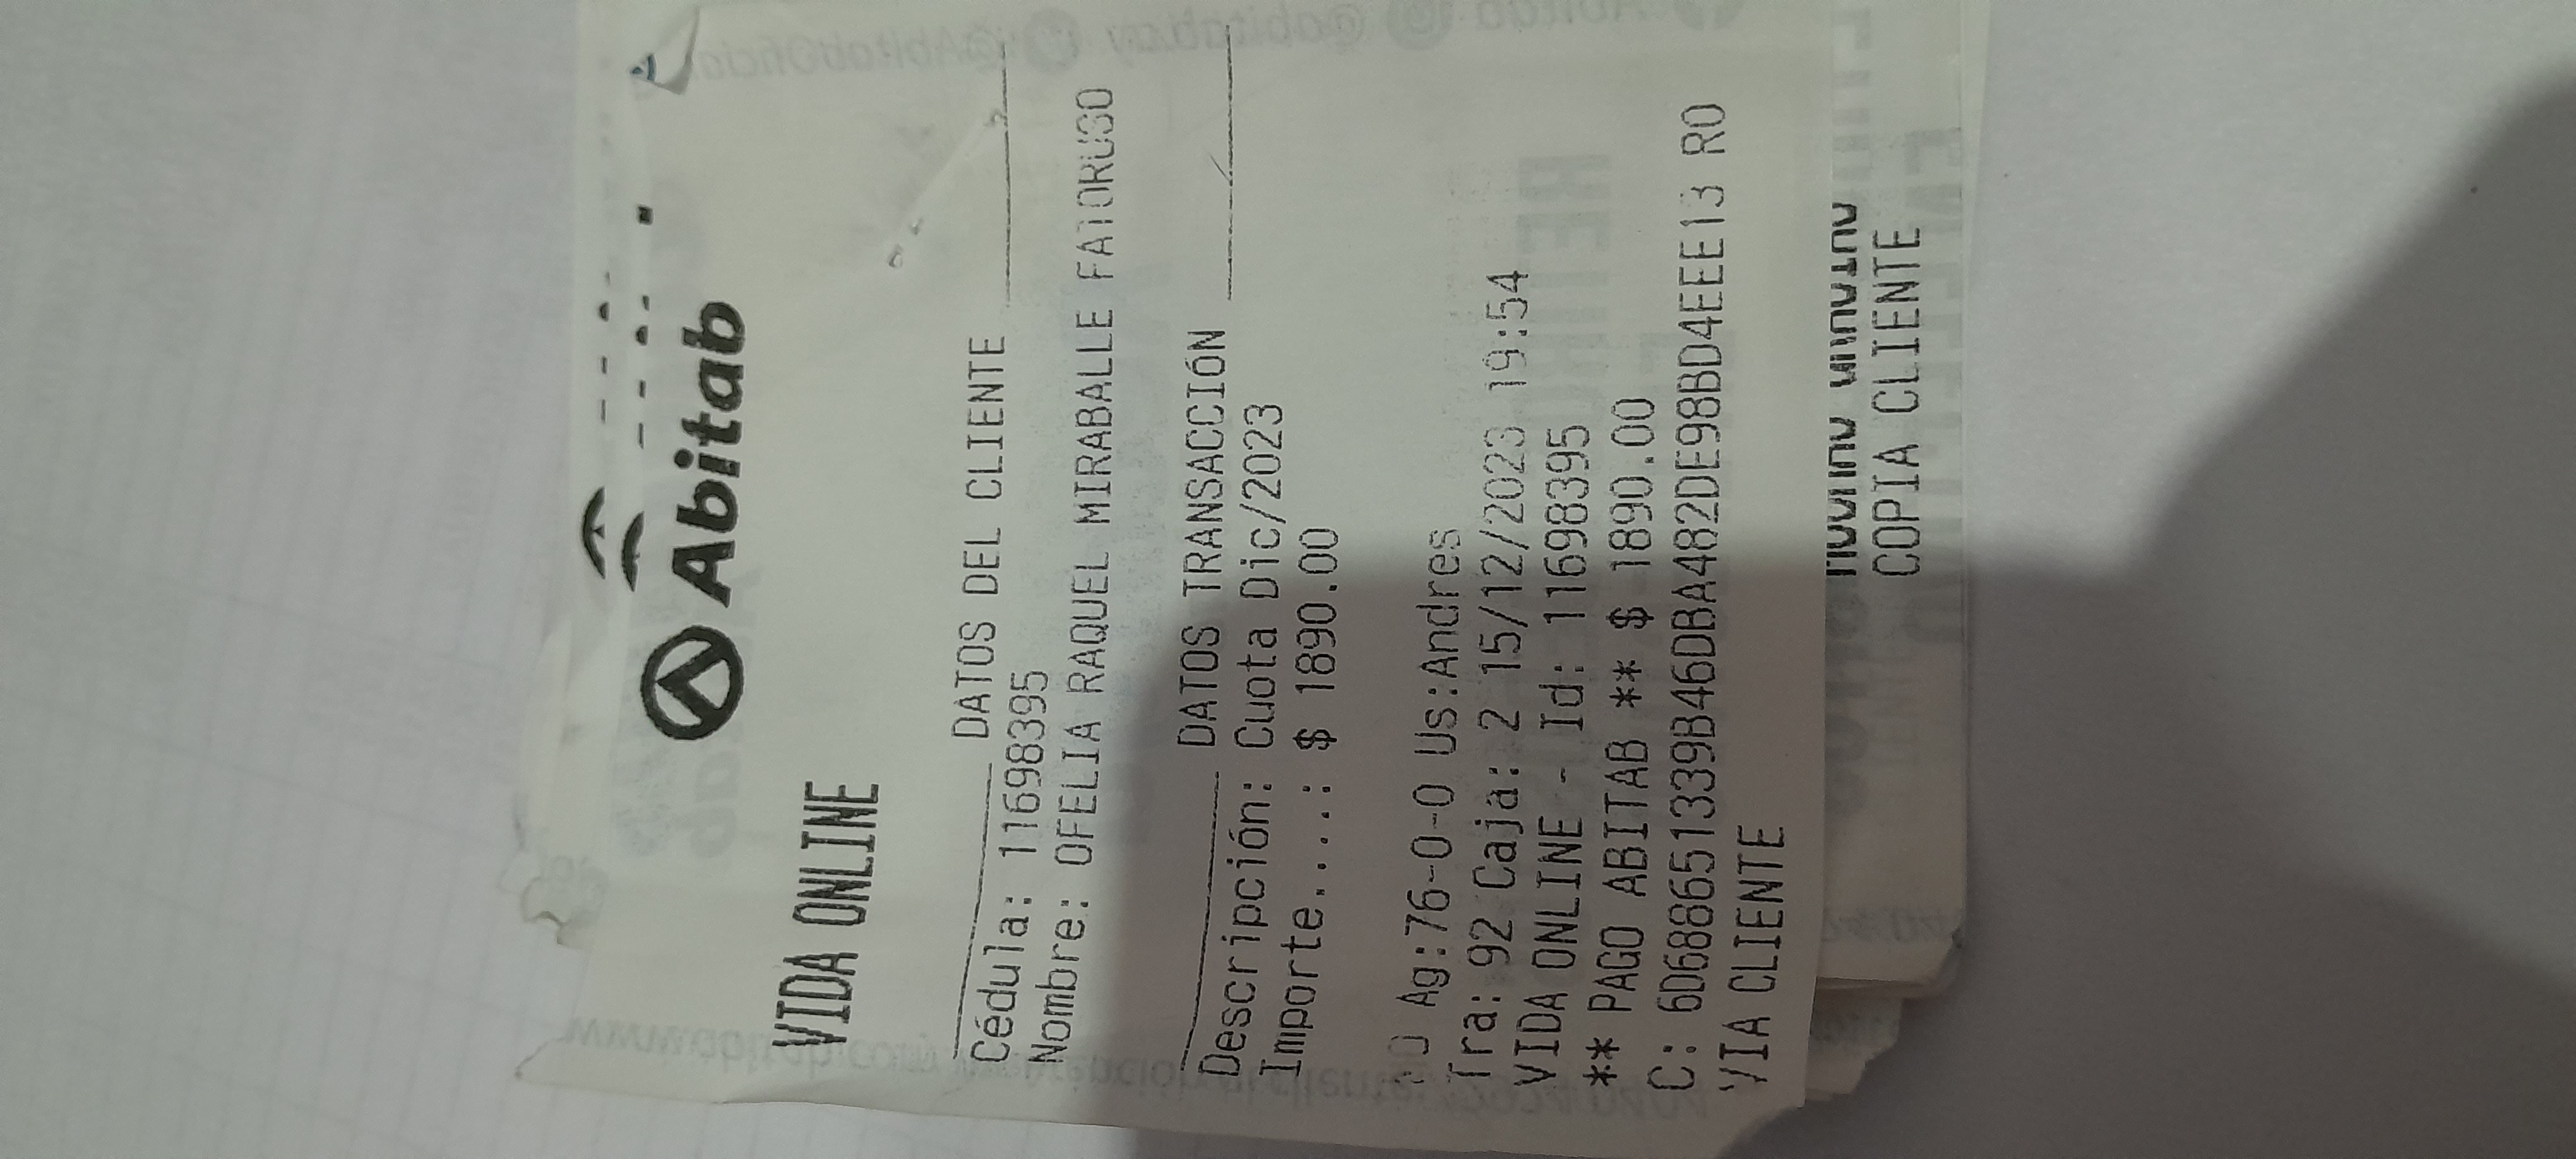 Abitab
VIDA ONLINE
DATOS DEL CLIENTE
Cédula: 11698395
Nombre: OFELIA RAQUEL MIRABALLE FATORUSO
DATOS TRANSACCIÓN
Descripción: Cuota Dic/2023
Importe....: $ 1890.00
Ag:76-0-0 Us:Andres
Tra: 92 Caja: 2 15/12/2023 19:54
VIDA ONLINE - Id: 11698395
** PAGO ABITAB ** $ 1890.00
C: 6D688651339B46DBA482DE98BD4EEE13 RO
VIA CLIENTE
COPIA CLIENTE